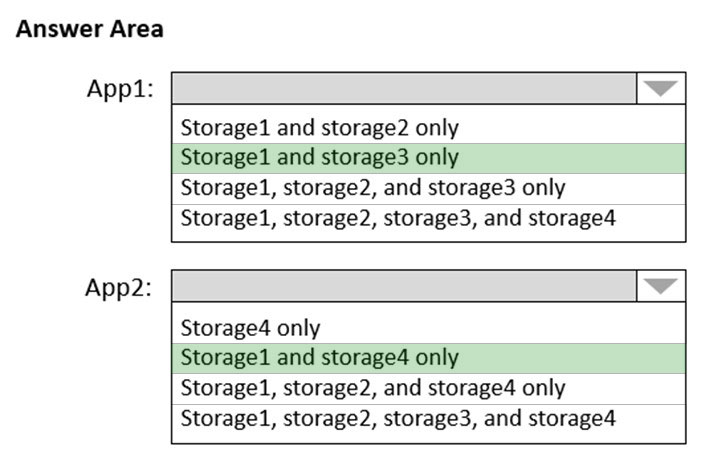 Answer Area
App1:
Storage1 and storage2 only
Storage1 and storage3 only
Storage1, storage2, and storage3 only
Storage1, storage2, storage3, and storage4
App2:
Storage4 only
Storage1 and storage4 only
Storage1, storage2, and storage4 only
Storage1, storage2, storage3, and storage4